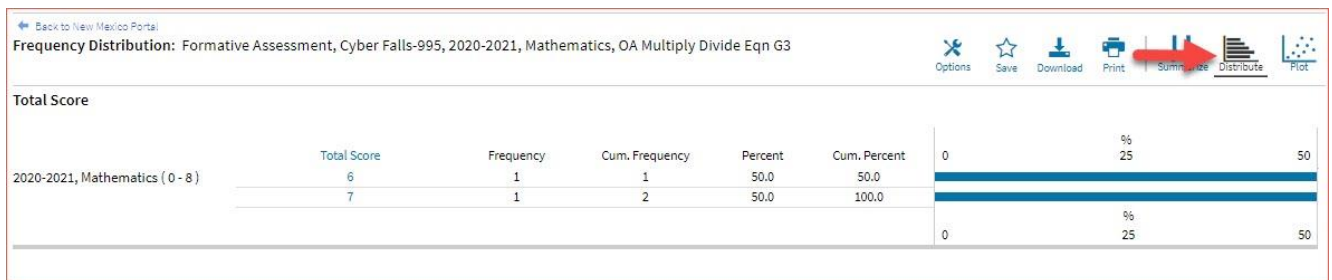 Back to New Mexico Portal
Frequency Distribution: Formative Assessment, Cyber Falls-995, 2020-2021, Mathematics, OA Multiply Divide Eqn G3
Options Save Download Print Summarize Distribute Plot
Total Score
%
Total Score Frequency Cum. Frequency Percent Cum. Percent 0 25 50
2020-2021, Mathematics ( 0 - 8 ) 6 1 1 50.0 50.0
7 1 2 50.0 100.0
%
0 25 50